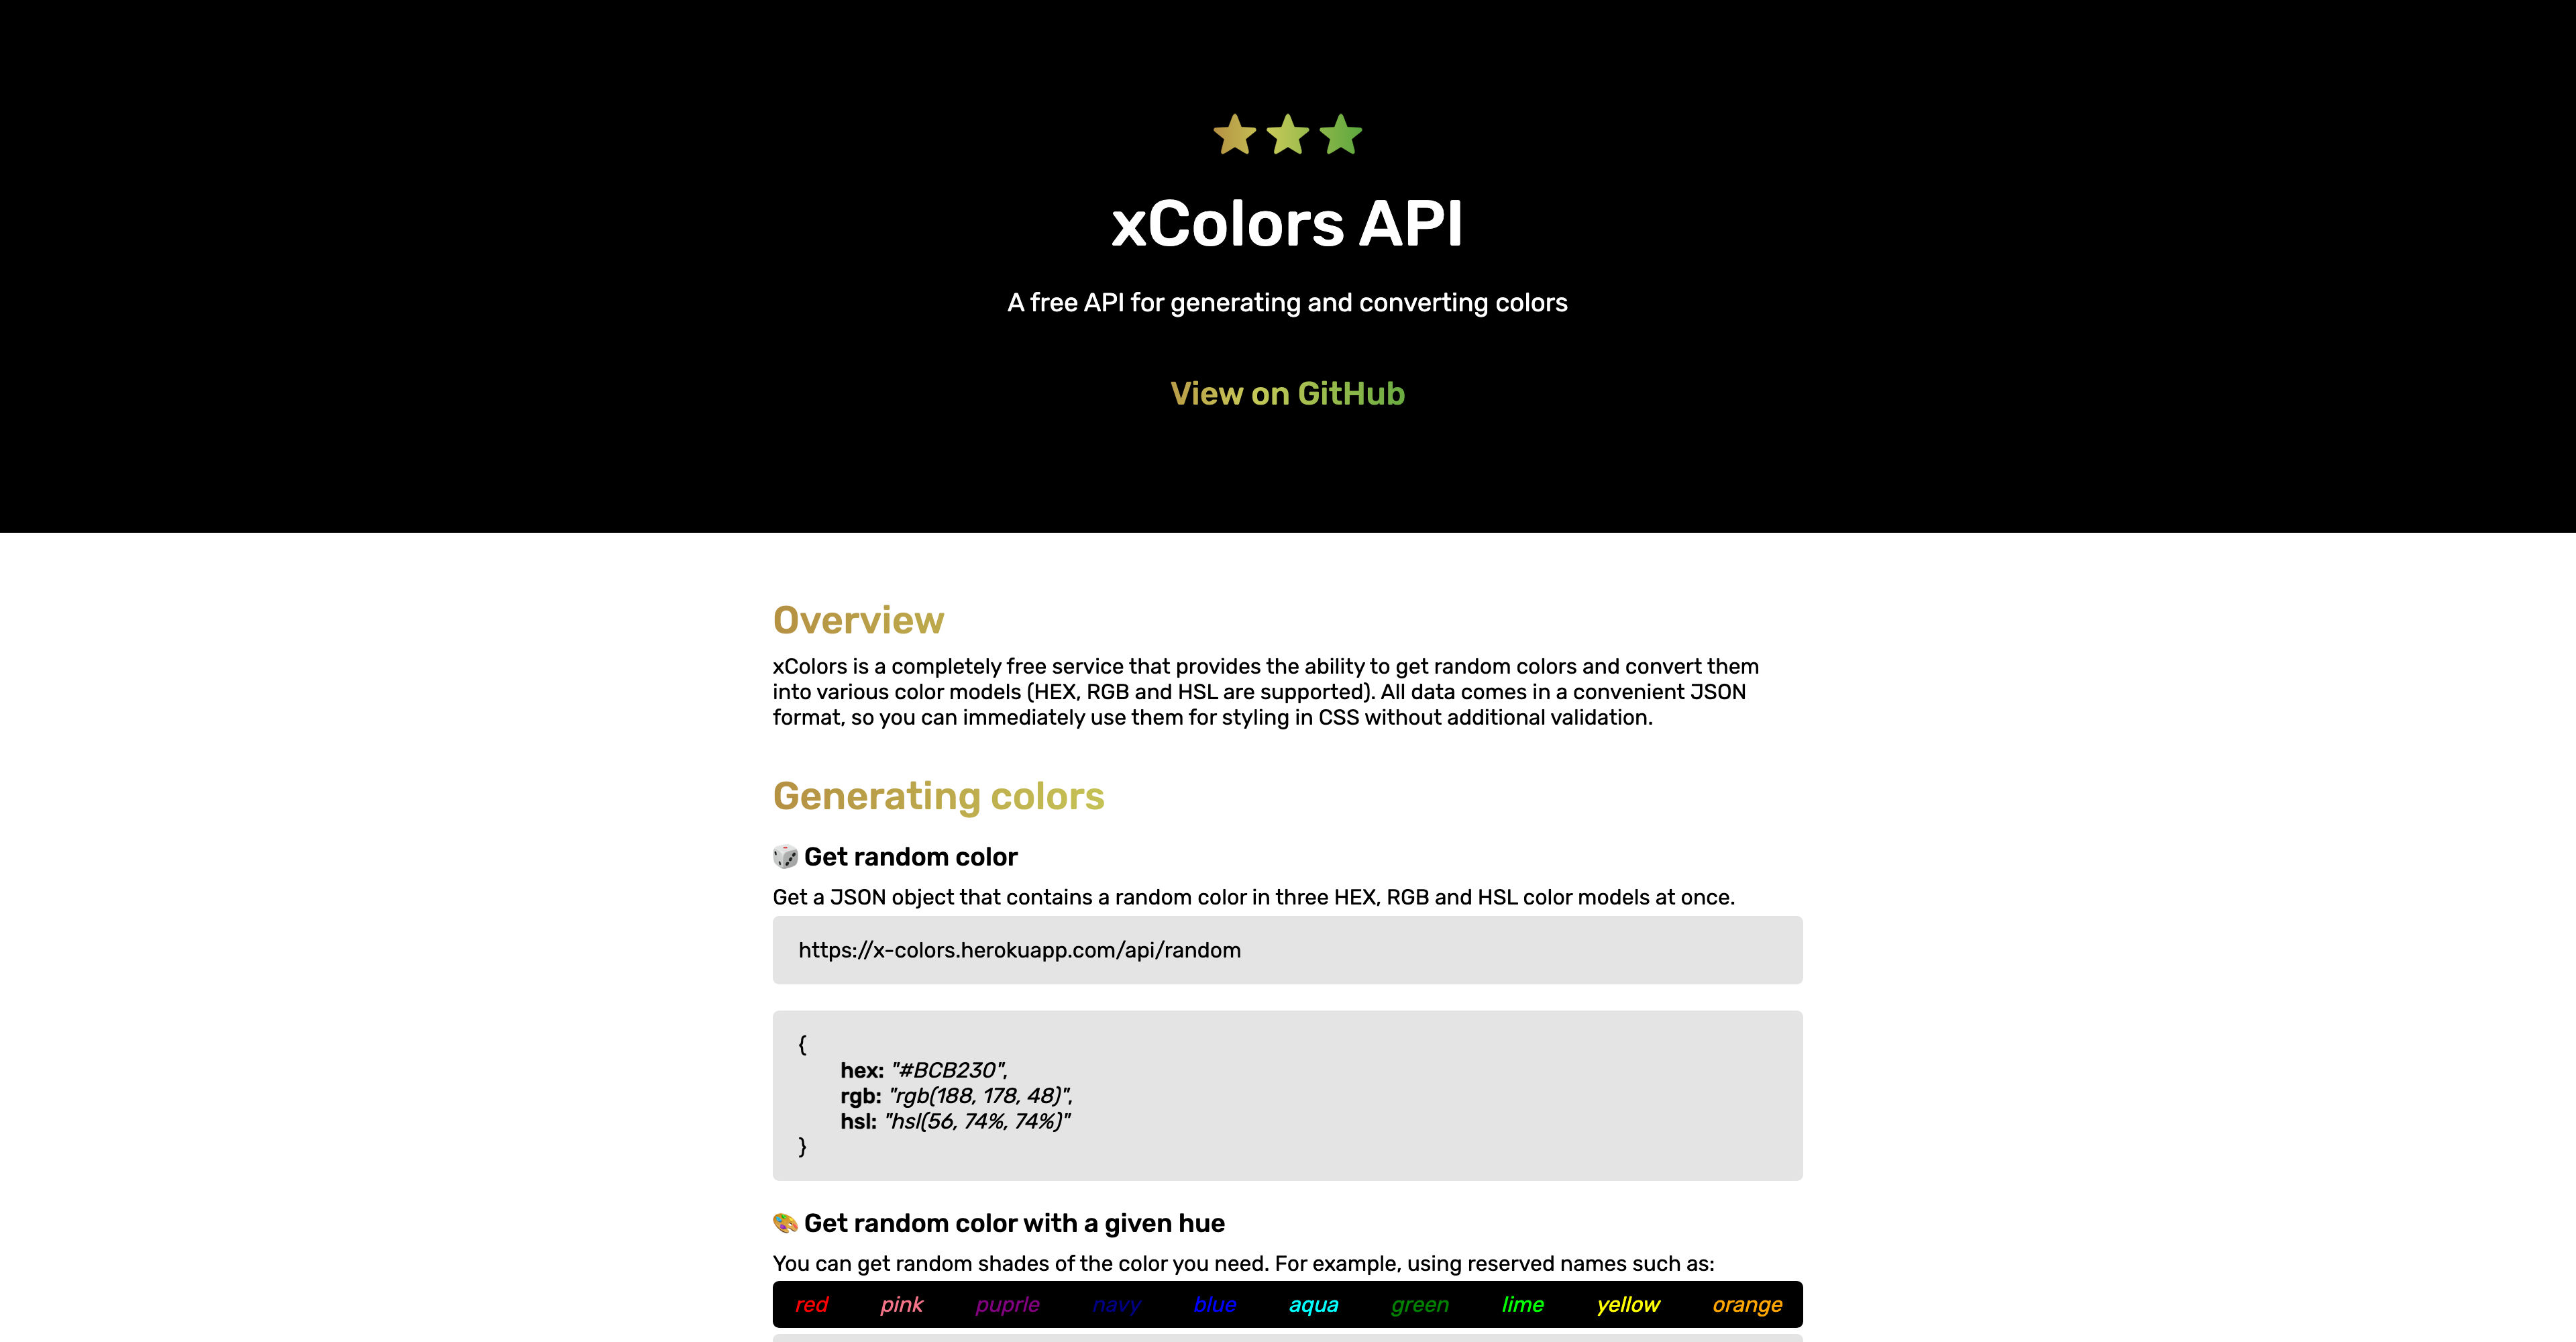 xColors API
A free API for generating and converting colors
View on GitHub
Overview
xColors is a completely free service that provides the ability to get random colors and convert them
into various color models (HEX, RGB and HSL are supported). All data comes in a convenient JSON
format, so you can immediately use them for styling in CSS without additional validation.
Generating colors
🎲 Get random color
Get a JSON object that contains a random color in three HEX, RGB and HSL color models at once.
https://x-colors.herokuapp.com/api/random
{
hex: "#BCB230",
rgb: "rgb(188, 178, 48)",
hsl: "hsl(56, 74%, 74%)"
}
🎨 Get random color with a given hue
You can get random shades of the color you need. For example, using reserved names such as:
red pink puprle navy blue aqua green lime yellow orange